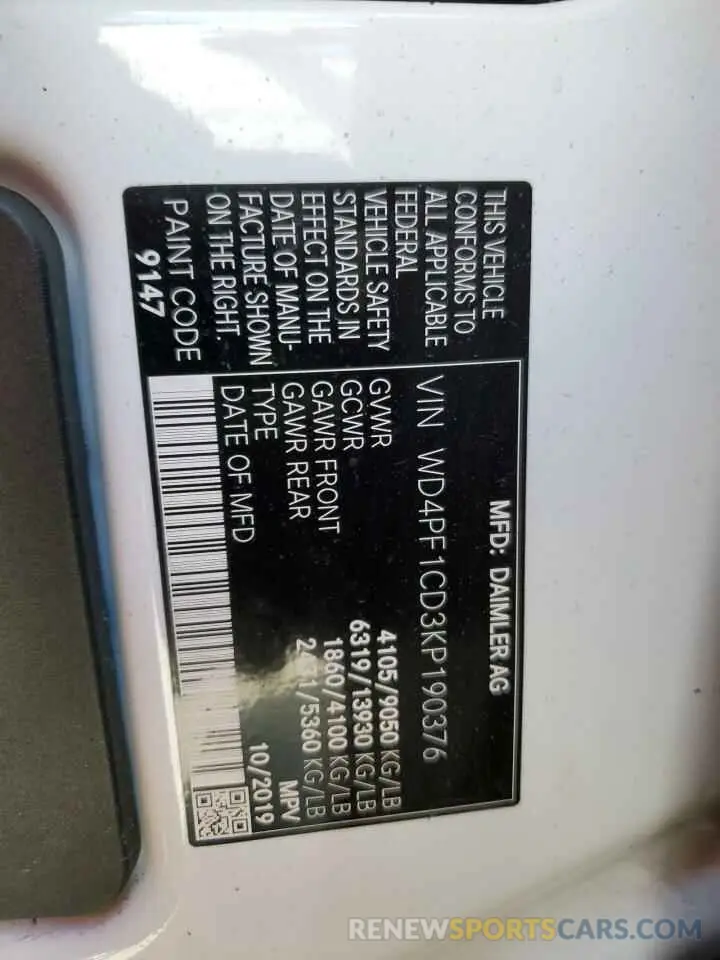 THIS VEHICLE
CONFORMS TO
ALL APPLICABLE
FEDERAL
VEHICLE SAFETY
STANDARDS IN
EFFECT ON THE
DATE OF MANU-
FACTURE SHOWN
ON THE RIGHT.
PAINT CODE
9147
MFD: DAIMLER AG
VIN WD4PF1CD3KP190376
GVWR 4105/9050 KG/LB
GCWR 6319/13930 KG/LB
GAWR FRONT 1860/4100 KG/LB
GAWR REAR /5360 KG/LB
TYPE MPV
DATE OF MFD 10/2019
RENEWSPORTSCARS.COM